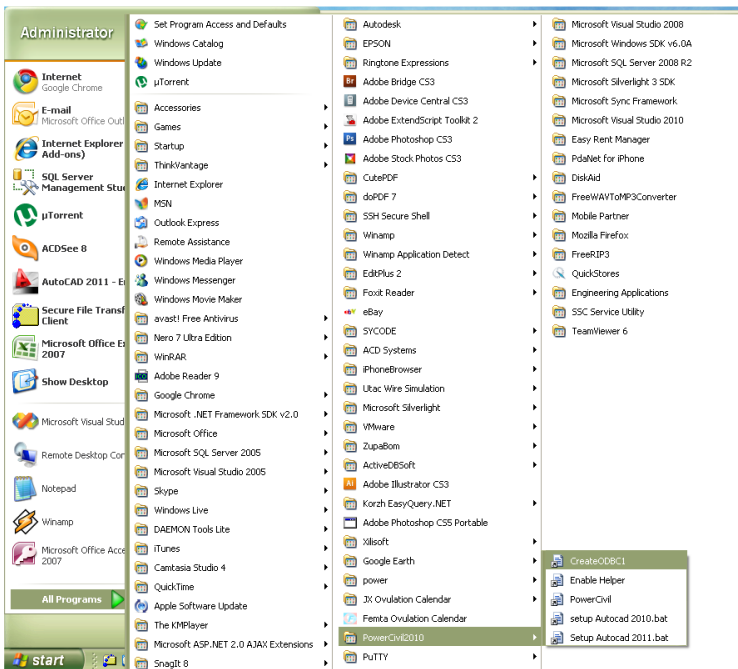 Administrator
Internet
Google Chrome
E-mail
Microsoft Office Outl
Internet Explorer
Add-ons)
SQL Server
Management Stu
µTorrent
ACDSee 8
AutoCAD 2011 - E
Secure File Transf
Client
Microsoft Office Ex
2007
Show Desktop
Microsoft Visual Stud
Remote Desktop Con
Notepad
Winamp
Microsoft Office Acce
2007
All Programs
start
Set Program Access and Defaults
Windows Catalog
Windows Update
µTorrent
Accessories
Games
Startup
ThinkVantage
Internet Explorer
MSN
Outlook Express
Remote Assistance
Windows Media Player
Windows Messenger
Windows Movie Maker
avast! Free Antivirus
Nero 7 Ultra Edition
WinRAR
Adobe Reader 9
Google Chrome
Microsoft .NET Framework SDK v2.0
Microsoft Office
Microsoft SQL Server 2005
Microsoft Visual Studio 2005
Skype
Windows Live
DAEMON Tools Lite
iTunes
Camtasia Studio 4
QuickTime
Apple Software Update
The KMPlayer
Microsoft ASP.NET 2.0 AJAX Extensions
SnagIt 8
Autodesk
EPSON
Ringtone Expressions
Adobe Bridge CS3
Adobe Device Central CS3
Adobe ExtendScript Toolkit 2
Adobe Photoshop CS3
Adobe Stock Photos CS3
CutePDF
doPDF 7
SSH Secure Shell
Winamp
Winamp Application Detect
EditPlus 2
Foxit Reader
eBay
SYCODE
ACD Systems
iPhoneBrowser
Utac Wire Simulation
Microsoft Silverlight
VMware
ZupaBom
ActiveDBSoft
Adobe Illustrator CS3
Korzh EasyQuery.NET
Adobe Photoshop CS5 Portable
Xilisoft
Google Earth
power
JX Ovulation Calendar
Femta Ovulation Calendar
PowerCivil2010
PuTTY
Microsoft Visual Studio 2008
Microsoft Windows SDK v6.0A
Microsoft SQL Server 2008 R2
Microsoft Silverlight 3 SDK
Microsoft Sync Framework
Microsoft Visual Studio 2010
Easy Rent Manager
PdaNet for iPhone
DiskAid
FreeWAVToMP3Converter
Mobile Partner
Mozilla Firefox
FreeRIP3
QuickStores
Engineering Applications
SSC Service Utility
TeamViewer 6
CreateODBC1
Enable Helper
PowerCivil
setup Autocad 2010.bat
Setup Autocad 2011.bat